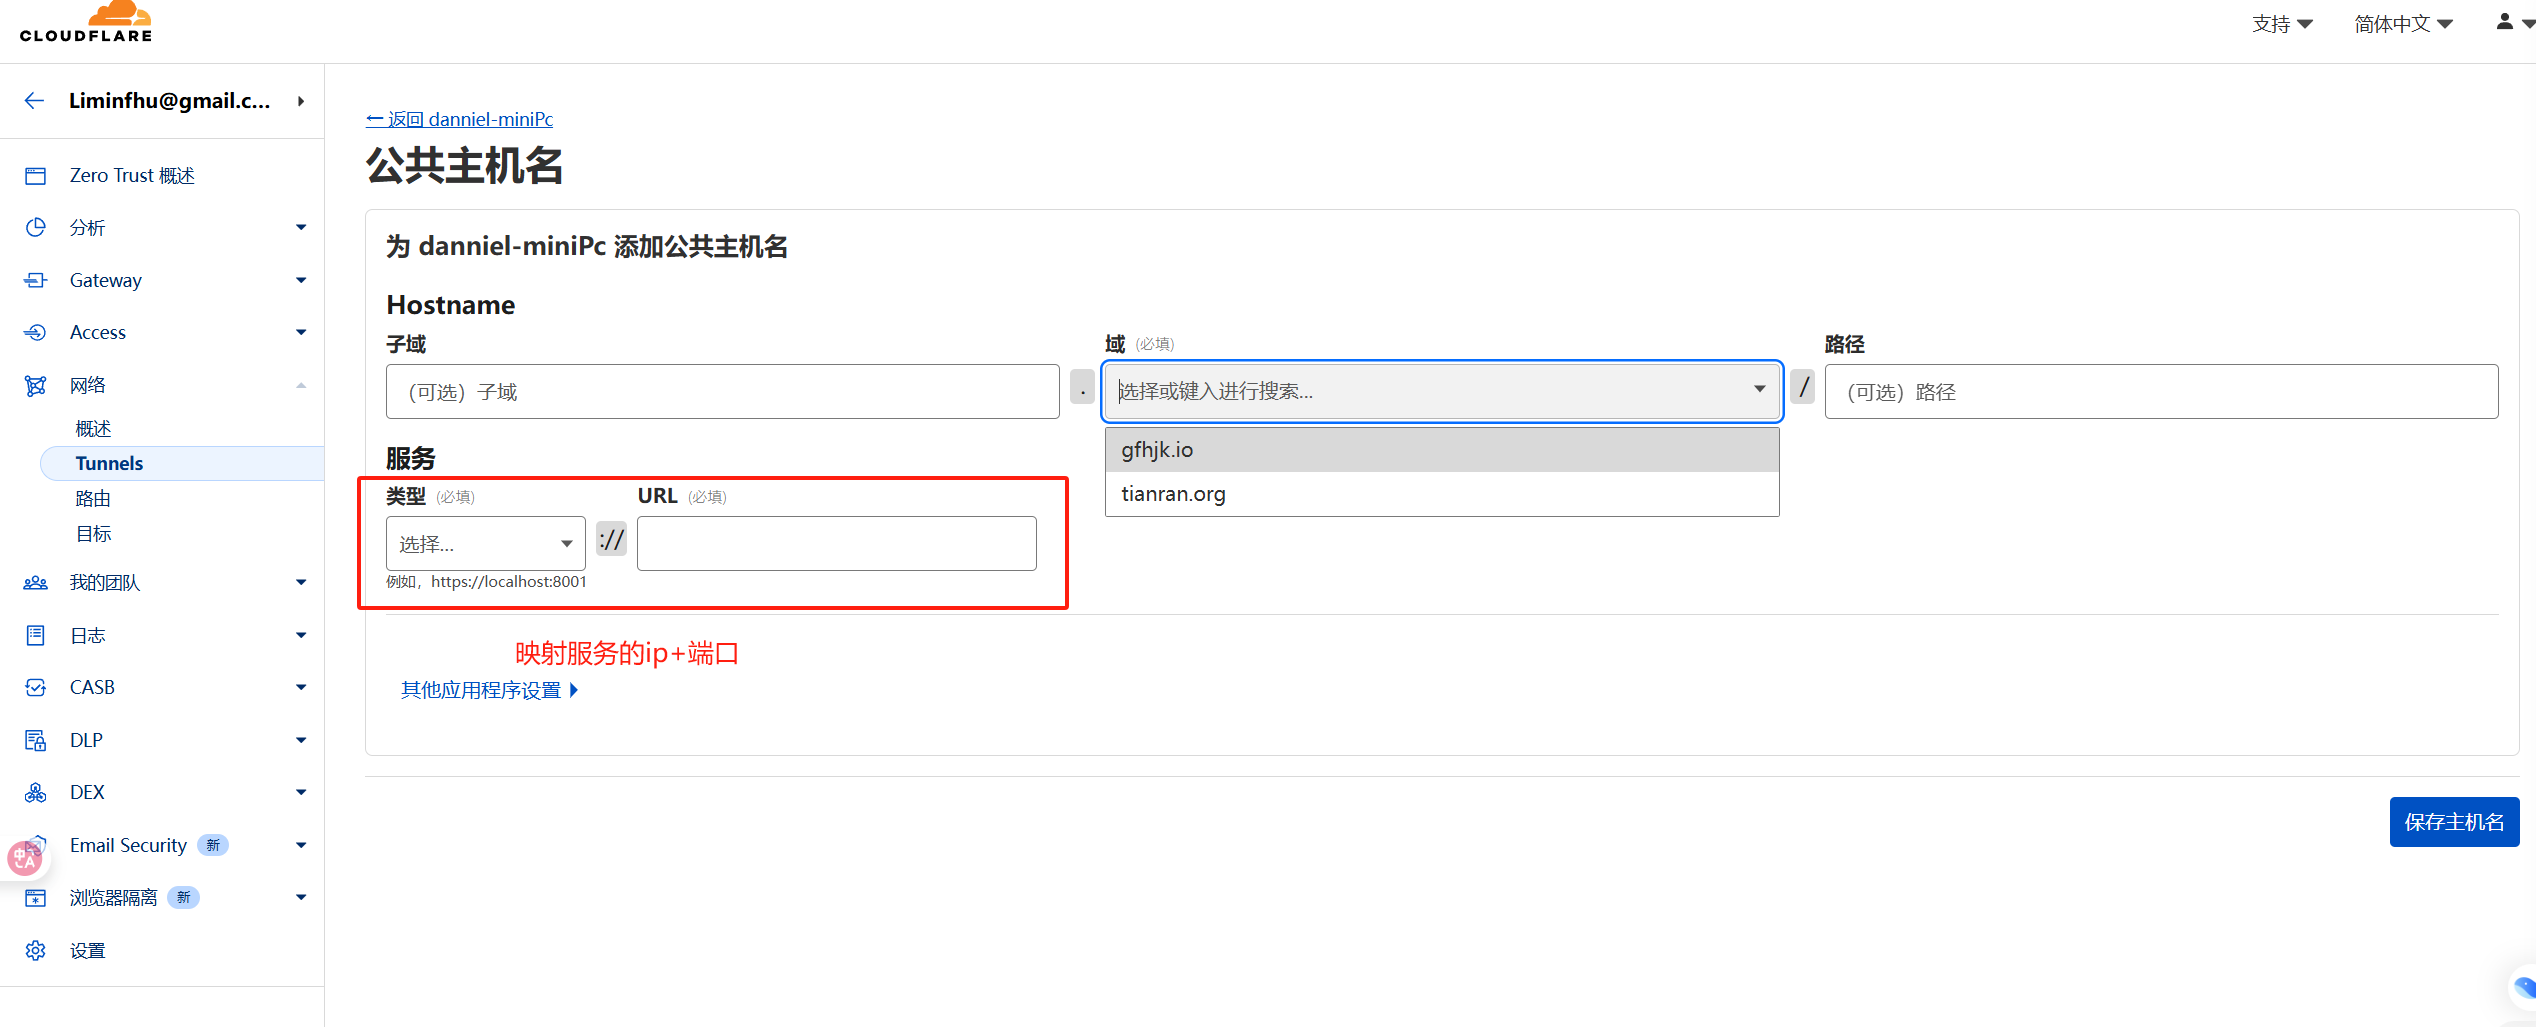 CLOUDFLARE
支持
简体中文
Liminfhu@gmail.c...
Zero Trust 概述
分析
Gateway
Access
网络
概述
Tunnels
路由
目标
我的团队
日志
CASB
DLP
DEX
Email Security 新
浏览器隔离 新
设置
中A
← 返回 danniel-miniPc
公共主机名
为 danniel-miniPc 添加公共主机名
Hostname
子域
域 (必填)
路径
（可选）子域
.
选择或键入进行搜索...
/
（可选）路径
gfhjk.io
tianran.org
服务
类型 (必填)
URL (必填)
选择...
://
例如，https://localhost:8001
映射服务的ip+端口
其他应用程序设置
保存主机名